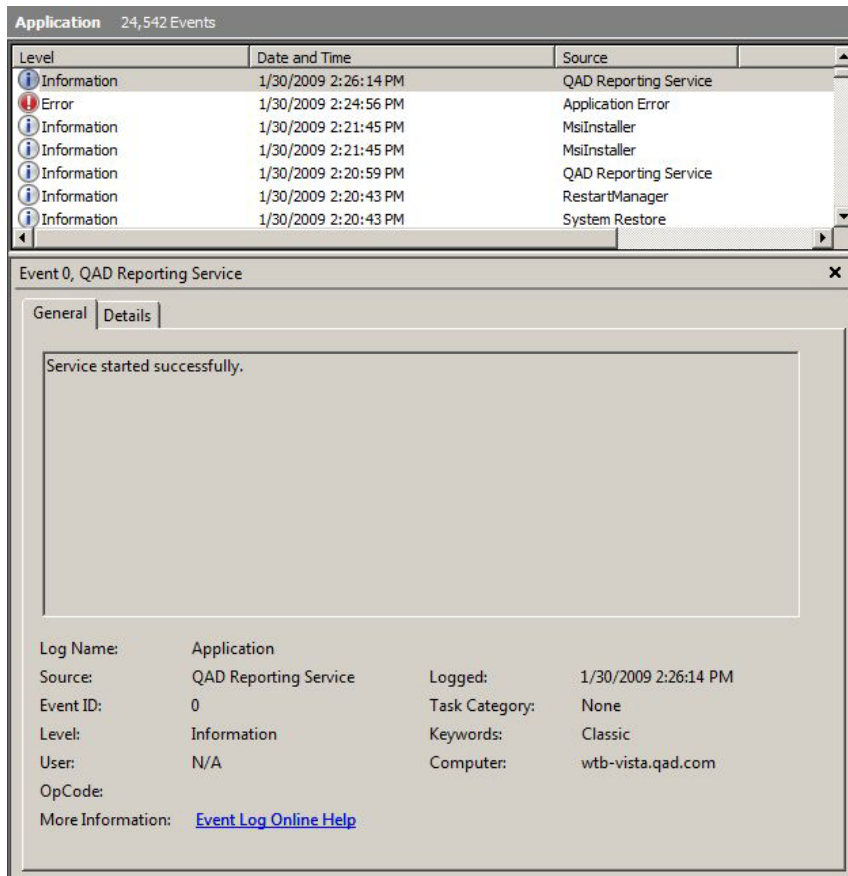 Application 24,542 Events
Level Date and Time Source
Information 1/30/2009 2:26:14 PM QAD Reporting Service
Error 1/30/2009 2:24:56 PM Application Error
Information 1/30/2009 2:21:45 PM MsiInstaller
Information 1/30/2009 2:21:45 PM MsiInstaller
Information 1/30/2009 2:20:59 PM QAD Reporting Service
Information 1/30/2009 2:20:43 PM RestartManager
Information 1/30/2009 2:20:43 PM System Restore
Event 0, QAD Reporting Service
General Details
Service started successfully.
Log Name: Application
Source: QAD Reporting Service Logged: 1/30/2009 2:26:14 PM
Event ID: 0 Task Category: None
Level: Information Keywords: Classic
User: N/A Computer: wtb-vista.qad.com
OpCode:
More Information: Event Log Online Help